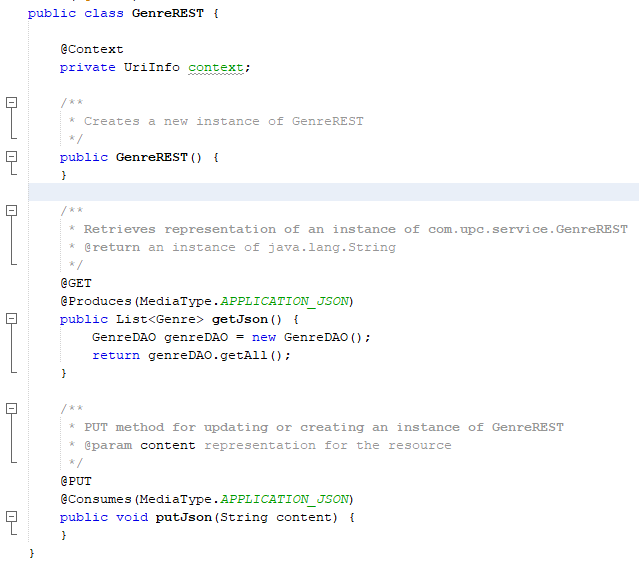 public class GenreREST {
@Context
private UriInfo context;
/**
* Creates a new instance of GenreREST
*/
public GenreREST() {
}
/**
* Retrieves representation of an instance of com.upc.service.GenreREST
* @return an instance of java.lang.String
*/
@GET
@Produces(MediaType.APPLICATION_JSON)
public List<Genre> getJson() {
GenreDAO genreDAO = new GenreDAO();
return genreDAO.getAll();
}
/**
* PUT method for updating or creating an instance of GenreREST
* @param content representation for the resource
*/
@PUT
@Consumes(MediaType.APPLICATION_JSON)
public void putJson(String content) {
}
}